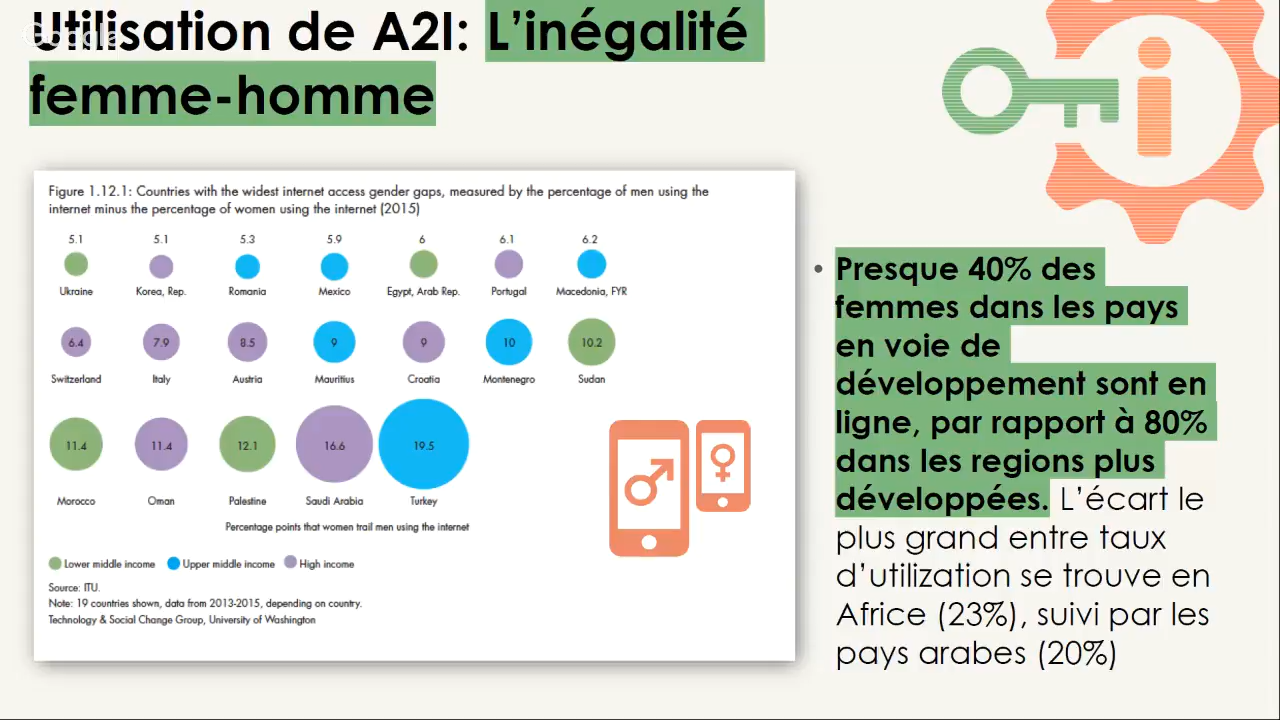 Utilisation de A2I: L’inégalité
femme-homme
Figure 1.12.1: Countries with the widest internet access gender gaps, measured by the percentage of men using the
internet minus the percentage of women using the internet (2015)
5.1 5.1 5.3 5.9 6 6.1 6.2
Ukraine Korea, Rep. Romania Mexico Egypt, Arab Rep. Portugal Macedonia, FYR
6.4 7.9 8.5 9 9 10 10.2
Switzerland Italy Austria Mauritius Croatia Montenegro Sudan
11.4 11.4 12.1 16.6 19.5
Morocco Oman Palestine Saudi Arabia Turkey
Percentage points that women trail men using the internet
Lower middle income Upper middle income High income
Source: ITU.
Note: 19 countries shown, data from 2013-2015, depending on country.
Technology & Social Change Group, University of Washington
i
• Presque 40% des
femmes dans les pays
en voie de
développement sont en
ligne, par rapport à 80%
dans les regions plus
développées. L’écart le
plus grand entre taux
d’utilization se trouve en
Africe (23%), suivi par les
pays arabes (20%)